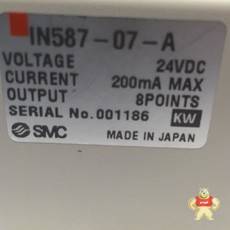 IN587-07-A
VOLTAGE 24VDC
CURRENT 200mA MAX
OUTPUT 8POINTS
SERIAL No.001186 KW
SMC MADE IN JAPAN